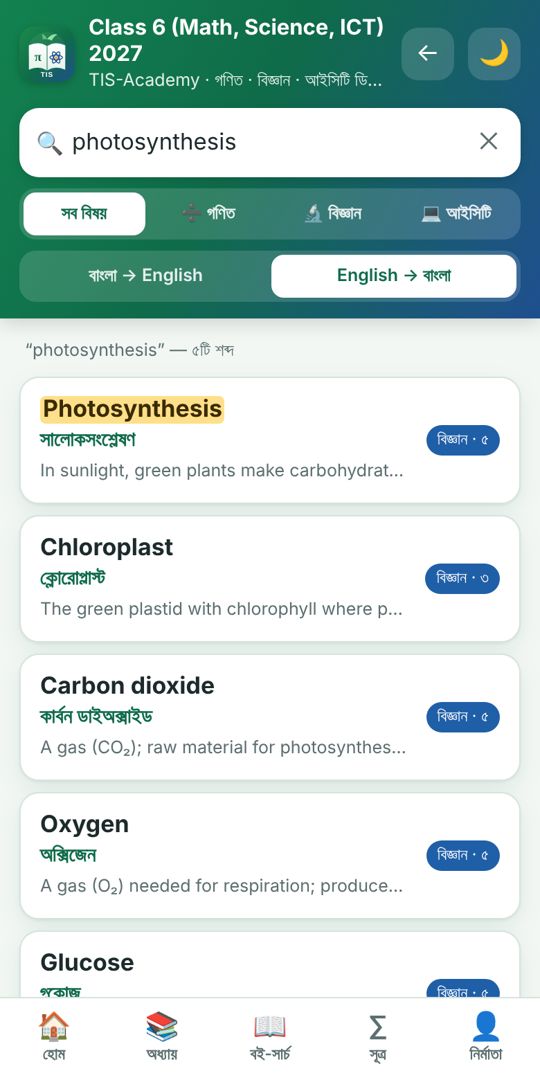 Class 6 (Math, Science, ICT)
2027
TIS-Academy · গণিত · বিজ্ঞান · আইসিটি ডি...
π
TIS
photosynthesis
সব বিষয়
গণিত
বিজ্ঞান
আইসিটি
বাংলা → English
English → বাংলা
“photosynthesis” — ৫টি শব্দ
Photosynthesis
সালোকসংশ্লেষণ
বিজ্ঞান · ৫
In sunlight, green plants make carbohydrat...
Chloroplast
ক্লোরোপ্লাস্ট
বিজ্ঞান · ৩
The green plastid with chlorophyll where p...
Carbon dioxide
কার্বন ডাইঅক্সাইড
বিজ্ঞান · ৫
A gas (CO₂); raw material for photosynthes...
Oxygen
অক্সিজেন
বিজ্ঞান · ৫
A gas (O₂) needed for respiration; produce...
Glucose
গ্লুকোজ
বিজ্ঞান · ৫
হোম
অধ্যায়
বই-সার্চ
Σ
সূত্র
নির্মাতা